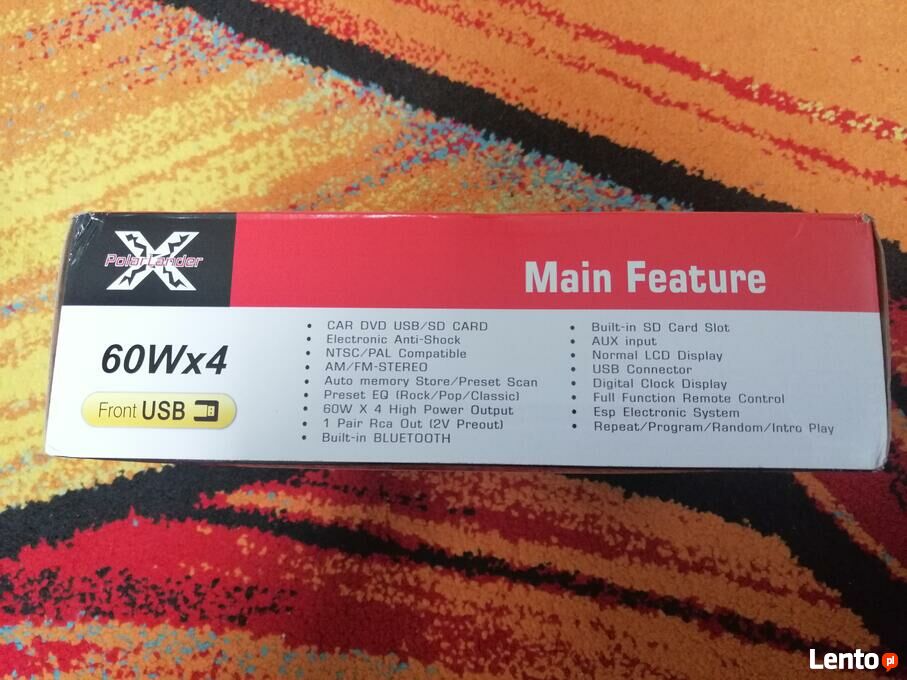 PolarLander
Main Feature
60Wx4
Front USB
• CAR DVD USB/SD CARD
• Electronic Anti-Shock
• NTSC/PAL Compatible
• AM/FM-STEREO
• Auto memory Store/Preset Scan
• Preset EQ (Rock/Pop/Classic)
• 60W X 4 High Power Output
• 1 Pair Rca Out (2V Preout)
• Built-in BLUETOOTH
• Built-in SD Card Slot
• AUX input
• Normal LCD Display
• USB Connector
• Digital Clock Display
• Full Function Remote Control
• Esp Electronic System
• Repeat/Program/Random/Intro Play
Lento pl